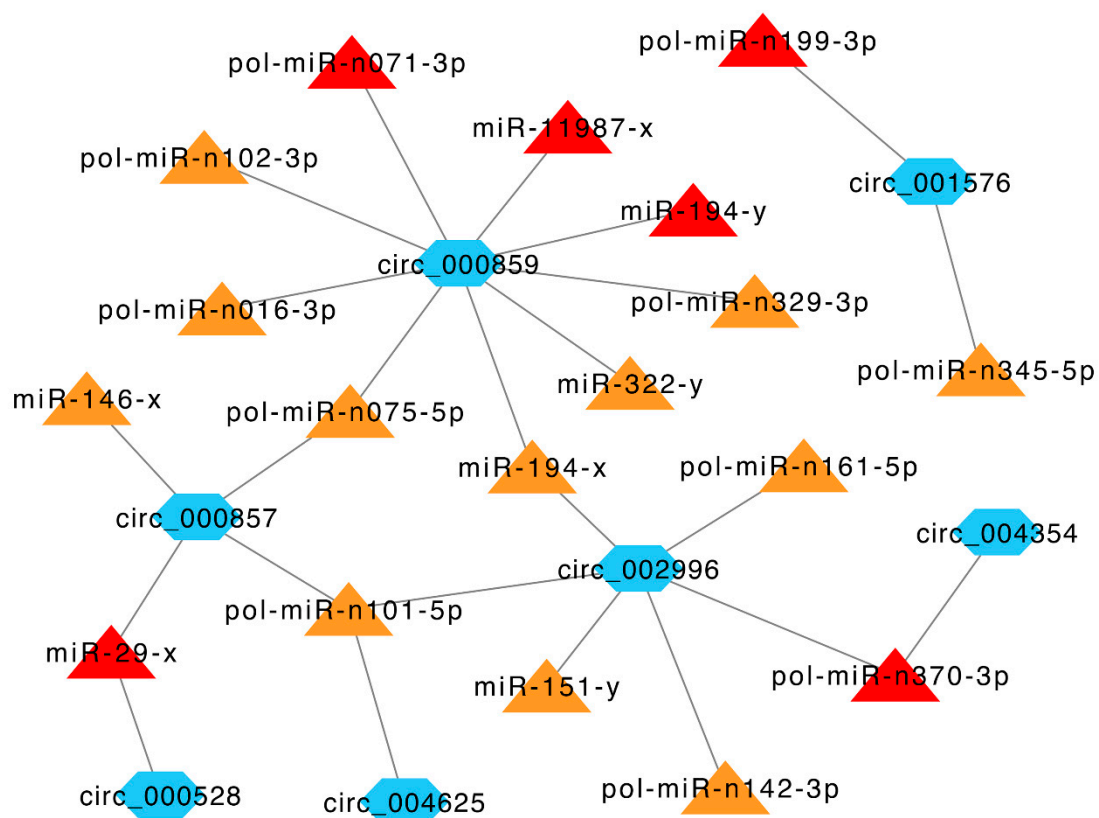 pol-miR-n199-3p
pol-miR-n071-3p
miR-11987-x
pol-miR-n102-3p
circ_001576
miR-194-y
circ_000859
pol-miR-n016-3p
pol-miR-n329-3p
pol-miR-n345-5p
miR-322-y
miR-146-x
pol-miR-n075-5p
miR-194-x
pol-miR-n161-5p
circ_000857
circ_004354
circ_002996
pol-miR-n101-5p
miR-29-x
pol-miR-n370-3p
miR-151-y
pol-miR-n142-3p
circ_000528
circ_004625